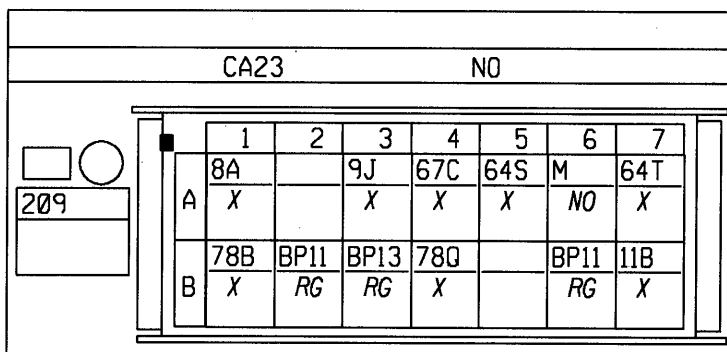 CA23 NO
1 2 3 4 5 6 7
8A 9J 67C 64S M 64T
A X X X X NO X
209
78B BP11 BP13 78Q BP11 11B
B X RG RG X RG X